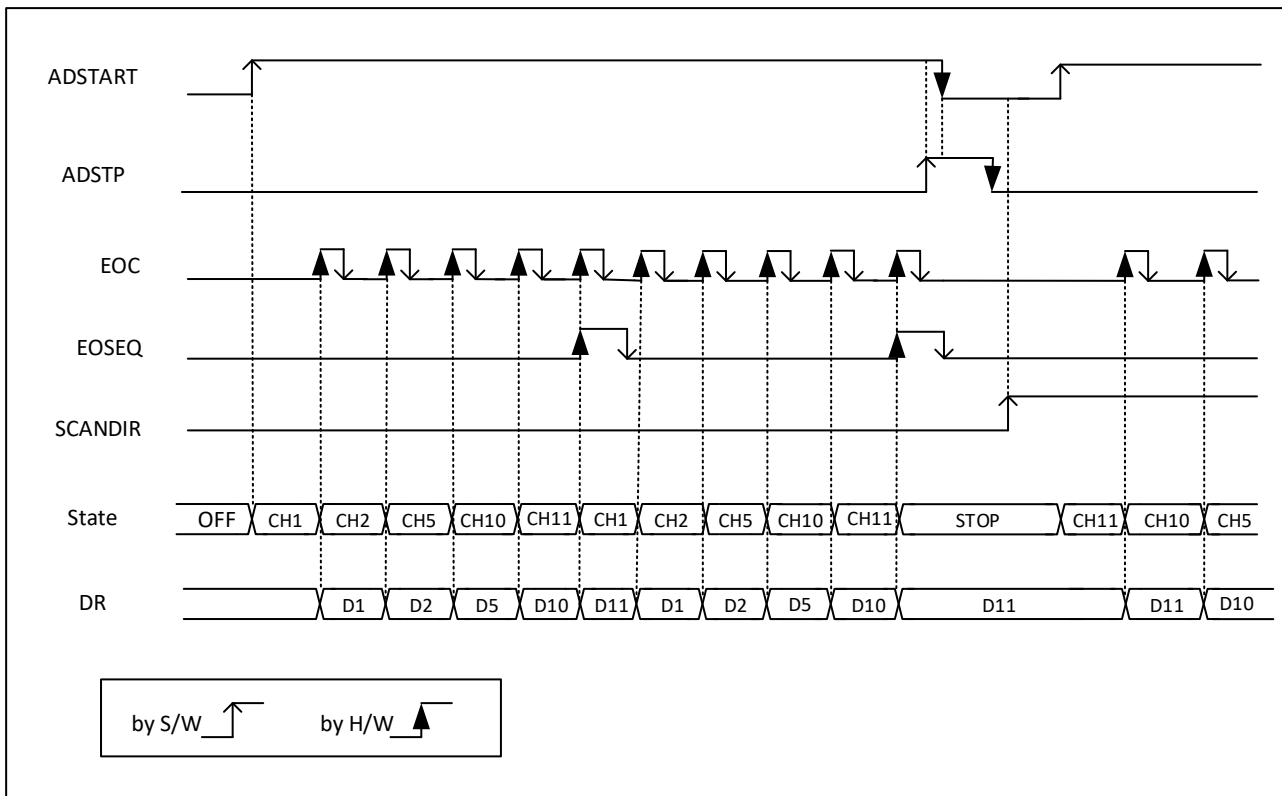 ADSTART
ADSTP
EOC
EOSEQ
SCANDIR
State OFF CH1 CH2 CH5 CH10 CH11 CH1 CH2 CH5 CH10 CH11 STOP CH11 CH10 CH5
DR D1 D2 D5 D10 D11 D1 D2 D5 D10 D11 D11 D10
by S/W by H/W